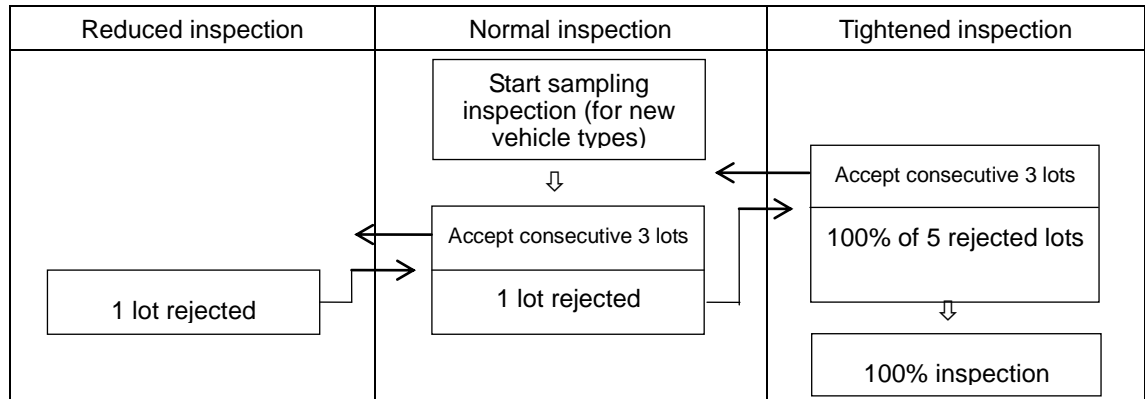 Reduced inspection
Normal inspection
Tightened inspection
Start sampling
inspection (for new
vehicle types)
Accept consecutive 3 lots
100% of 5 rejected lots
Accept consecutive 3 lots
1 lot rejected
1 lot rejected
100% inspection